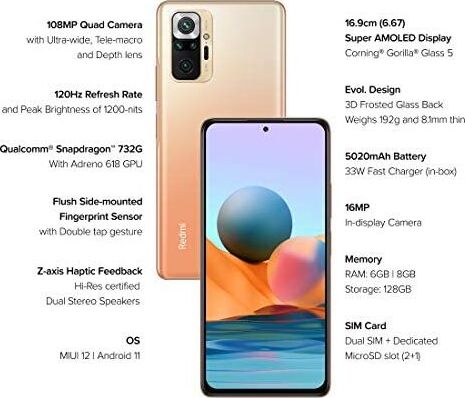 108MP Quad Camera
with Ultra-wide, Tele-macro
and Depth lens
120Hz Refresh Rate
and Peak Brightness of 1200-nits
Qualcomm® Snapdragon™ 732G
With Adreno 618 GPU
Flush Side-mounted
Fingerprint Sensor
with Double tap gesture
Z-axis Haptic Feedback
Hi-Res certified
Dual Stereo Speakers
OS
MIUI 12 | Android 11
Redmi
16.9cm (6.67)
Super AMOLED Display
Corning® Gorilla® Glass 5
Evol. Design
3D Frosted Glass Back
Weighs 192g and 8.1mm thin
5020mAh Battery
33W Fast Charger (in-box)
16MP
In-display Camera
Memory
RAM: 6GB | 8GB
Storage: 128GB
SIM Card
Dual SIM + Dedicated
MicroSD slot (2+1)